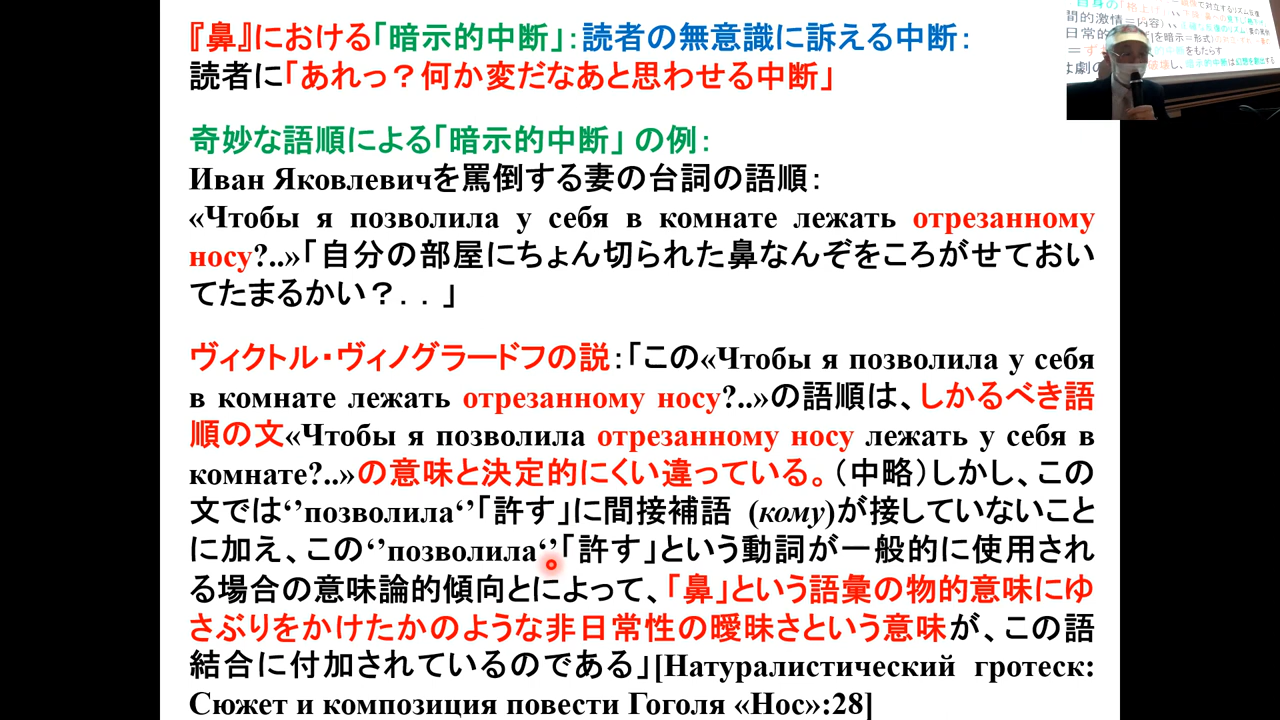 『鼻』における「暗示的中断」：読者の無意識に訴える中断：
読者に「あれっ？何か変だなあと思わせる中断」
奇妙な語順による「暗示的中断」 の例：
Иван Яковлевичを罵倒する妻の台詞の語順：
«Чтобы я позволила у себя в комнате лежать отрезанному
носу?..»「自分の部屋にちょん切られた鼻なんぞをころがせておい
てたまるかい？．．」
ヴィクトル・ヴィノグラードフの説：「この«Чтобы я позволила у себя
в комнате лежать отрезанному носу?..»の語順は、しかるべき語
順の文«Чтобы я позволила отрезанному носу лежать у себя в
комнате?..»の意味と決定的にくい違っている。（中略）しかし、この
文では‘’позволила‘’「許す」に間接補語 (кому)が接していないこと
に加え、この‘’позволила‘’「許す」という動詞が一般的に使用され
る場合の意味論的傾向とによって、「鼻」という語彙の物的意味にゆ
さぶりをかけたかのような非日常性の曖昧さという意味が、この語
結合に付加されているのである」[Натуралистический гротеск:
Сюжет и композиция повести Гоголя «Нос»:28]